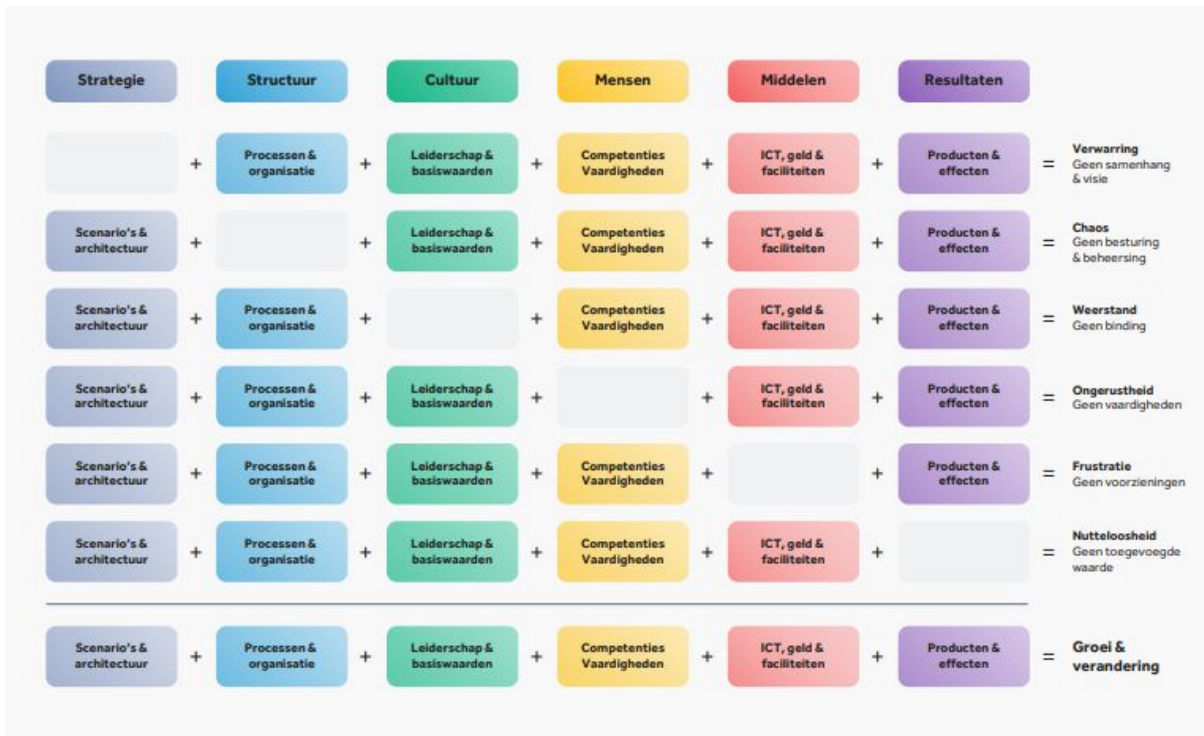 Strategie
Structuur
Cultuur
Mensen
Middelen
Resultaten
+
Processen &
organisatie
+
Leiderschap &
basiswaarden
+
Competenties
Vaardigheden
+
ICT, geld &
faciliteiten
+
Producten &
effecten
=
Verwarring
Geen samenhang
& visie
Scenario's &
architectuur
+
+
Leiderschap &
basiswaarden
+
Competenties
Vaardigheden
+
ICT, geld &
faciliteiten
+
Producten &
effecten
=
Chaos
Geen besturing
& beheersing
Scenario's &
architectuur
+
Processen &
organisatie
+
+
Competenties
Vaardigheden
+
ICT, geld &
faciliteiten
+
Producten &
effecten
=
Weerstand
Geen binding
Scenario's &
architectuur
+
Processen &
organisatie
+
Leiderschap &
basiswaarden
+
+
ICT, geld &
faciliteiten
+
Producten &
effecten
=
Ongerustheid
Geen vaardigheden
Scenario's &
architectuur
+
Processen &
organisatie
+
Leiderschap &
basiswaarden
+
Competenties
Vaardigheden
+
+
Producten &
effecten
=
Frustratie
Geen voorzieningen
Scenario's &
architectuur
+
Processen &
organisatie
+
Leiderschap &
basiswaarden
+
Competenties
Vaardigheden
+
ICT, geld &
faciliteiten
+
=
Nutteloosheid
Geen toegevoegde
waarde
Scenario's &
architectuur
+
Processen &
organisatie
+
Leiderschap &
basiswaarden
+
Competenties
Vaardigheden
+
ICT, geld &
faciliteiten
+
Producten &
effecten
=
Groei &
verandering